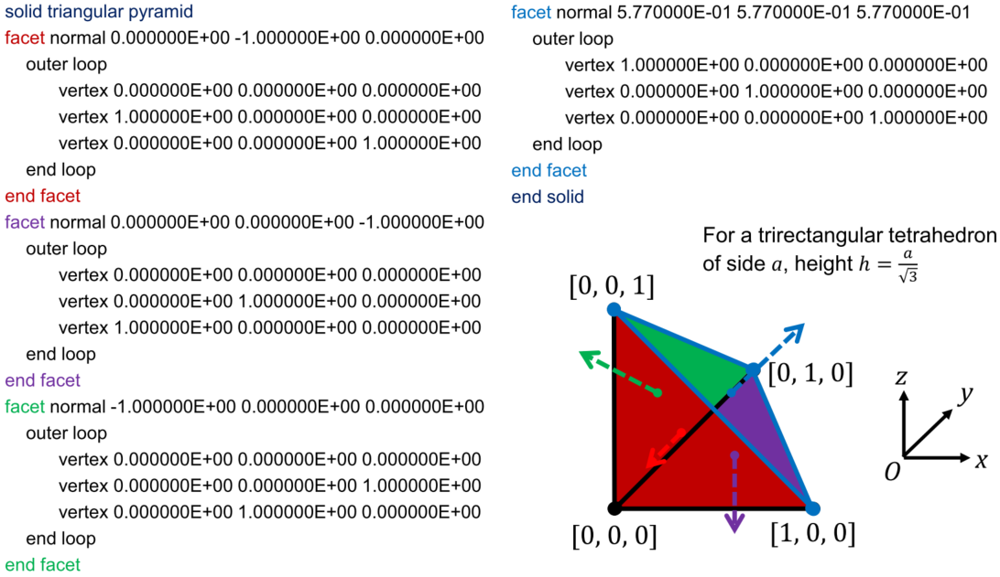 solid triangular pyramid
facet normal 0.000000E+00 -1.000000E+00 0.000000E+00
outer loop
vertex 0.000000E+00 0.000000E+00 0.000000E+00
vertex 1.000000E+00 0.000000E+00 0.000000E+00
vertex 0.000000E+00 0.000000E+00 1.000000E+00
end loop
end facet
facet normal 0.000000E+00 0.000000E+00 -1.000000E+00
outer loop
vertex 0.000000E+00 0.000000E+00 0.000000E+00
vertex 0.000000E+00 1.000000E+00 0.000000E+00
vertex 1.000000E+00 0.000000E+00 0.000000E+00
end loop
end facet
facet normal -1.000000E+00 0.000000E+00 0.000000E+00
outer loop
vertex 0.000000E+00 0.000000E+00 0.000000E+00
vertex 0.000000E+00 0.000000E+00 1.000000E+00
vertex 0.000000E+00 1.000000E+00 0.000000E+00
end loop
end facet
facet normal 5.770000E-01 5.770000E-01 5.770000E-01
outer loop
vertex 1.000000E+00 0.000000E+00 0.000000E+00
vertex 0.000000E+00 1.000000E+00 0.000000E+00
vertex 0.000000E+00 0.000000E+00 1.000000E+00
end loop
end facet
end solid
For a trirectangular tetrahedron
of side a, height h = a/√3
[0, 0, 1]
[0, 1, 0]
[0, 0, 0]
[1, 0, 0]
z
y
x
O